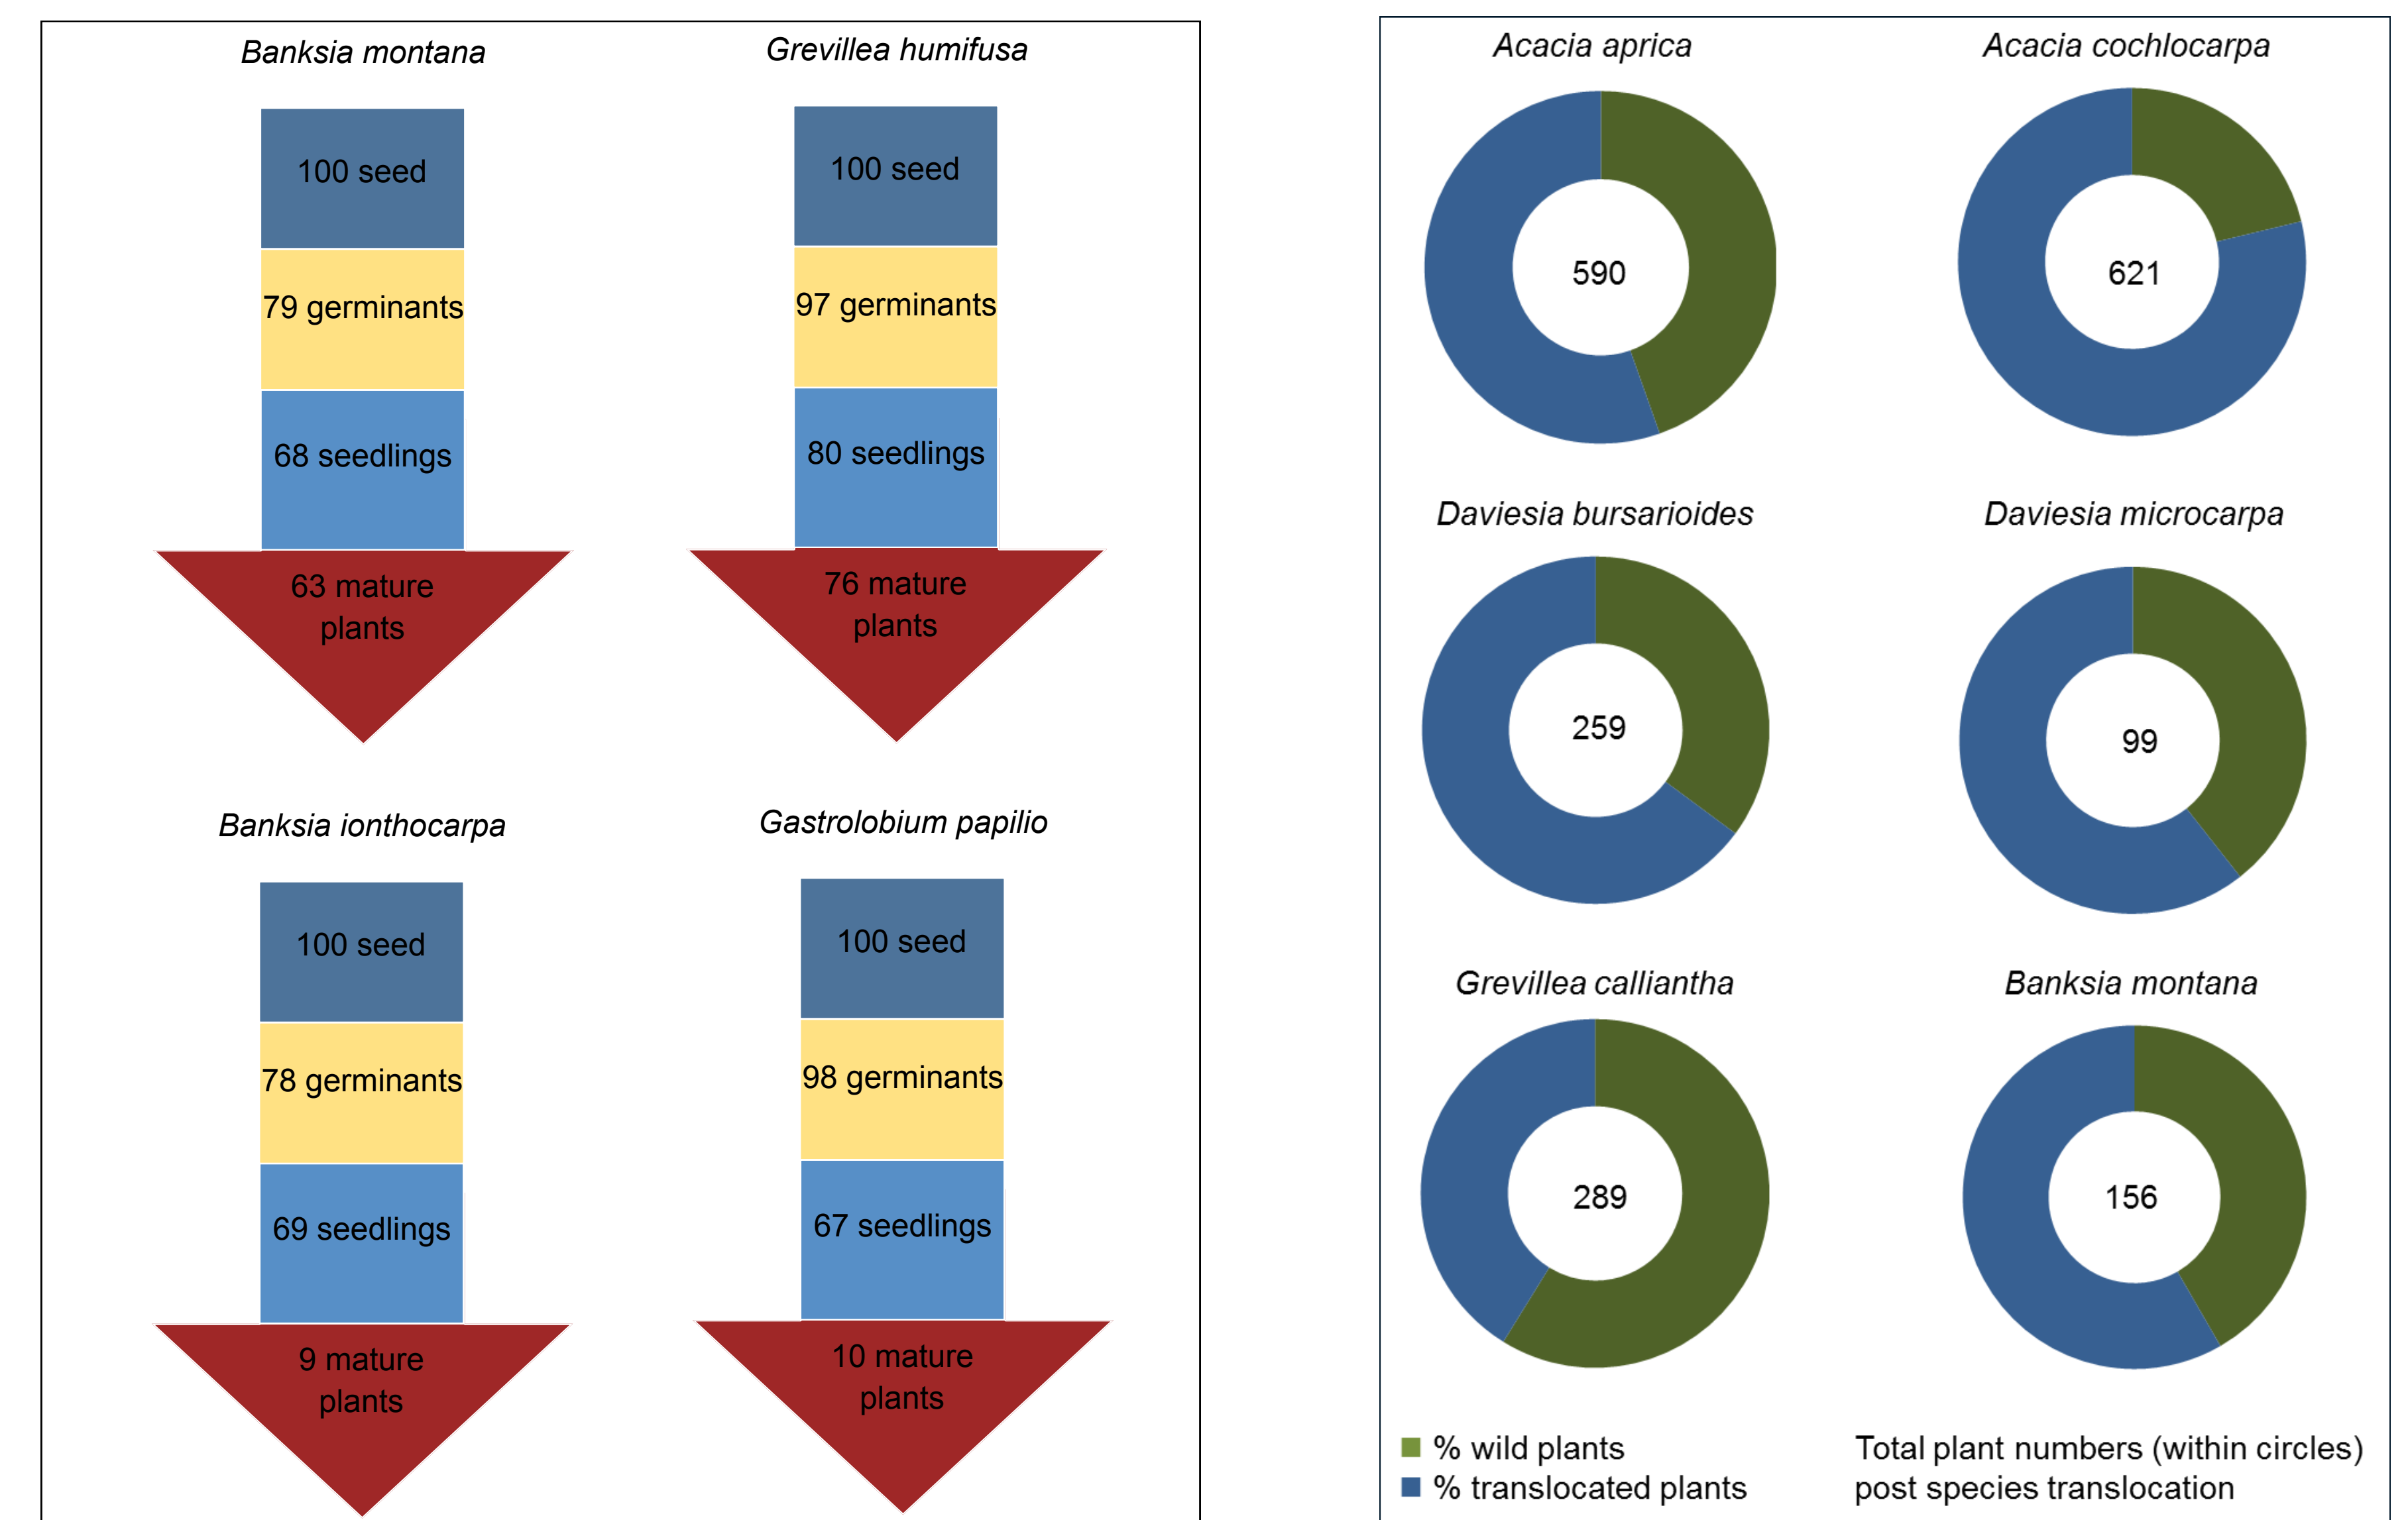 Banksia montana
100 seed
79 germinants
68 seedlings
63 mature
plants
Grevillea humifusa
100 seed
97 germinants
80 seedlings
76 mature
plants
Banksia ionthocarpa
100 seed
78 germinants
69 seedlings
9 mature
plants
Gastrolobium papilio
100 seed
98 germinants
67 seedlings
10 mature
plants
Acacia aprica
590
Acacia cochlocarpa
621
Daviesia bursarioides
259
Daviesia microcarpa
99
Grevillea calliantha
289
Banksia montana
156
% wild plants
% translocated plants
Total plant numbers (within circles)
post species translocation